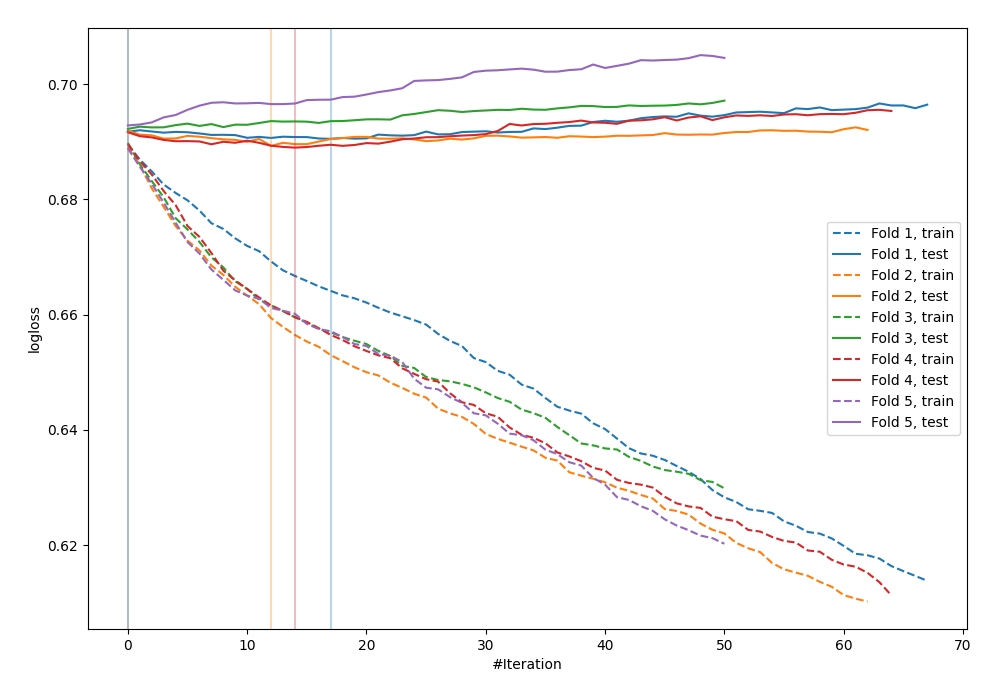 0.70
0.68
0.66
0.64
0.62
logloss
0
10
20
30
40
50
60
70
#Iteration
Fold 1, train
Fold 1, test
Fold 2, train
Fold 2, test
Fold 3, train
Fold 3, test
Fold 4, train
Fold 4, test
Fold 5, train
Fold 5, test